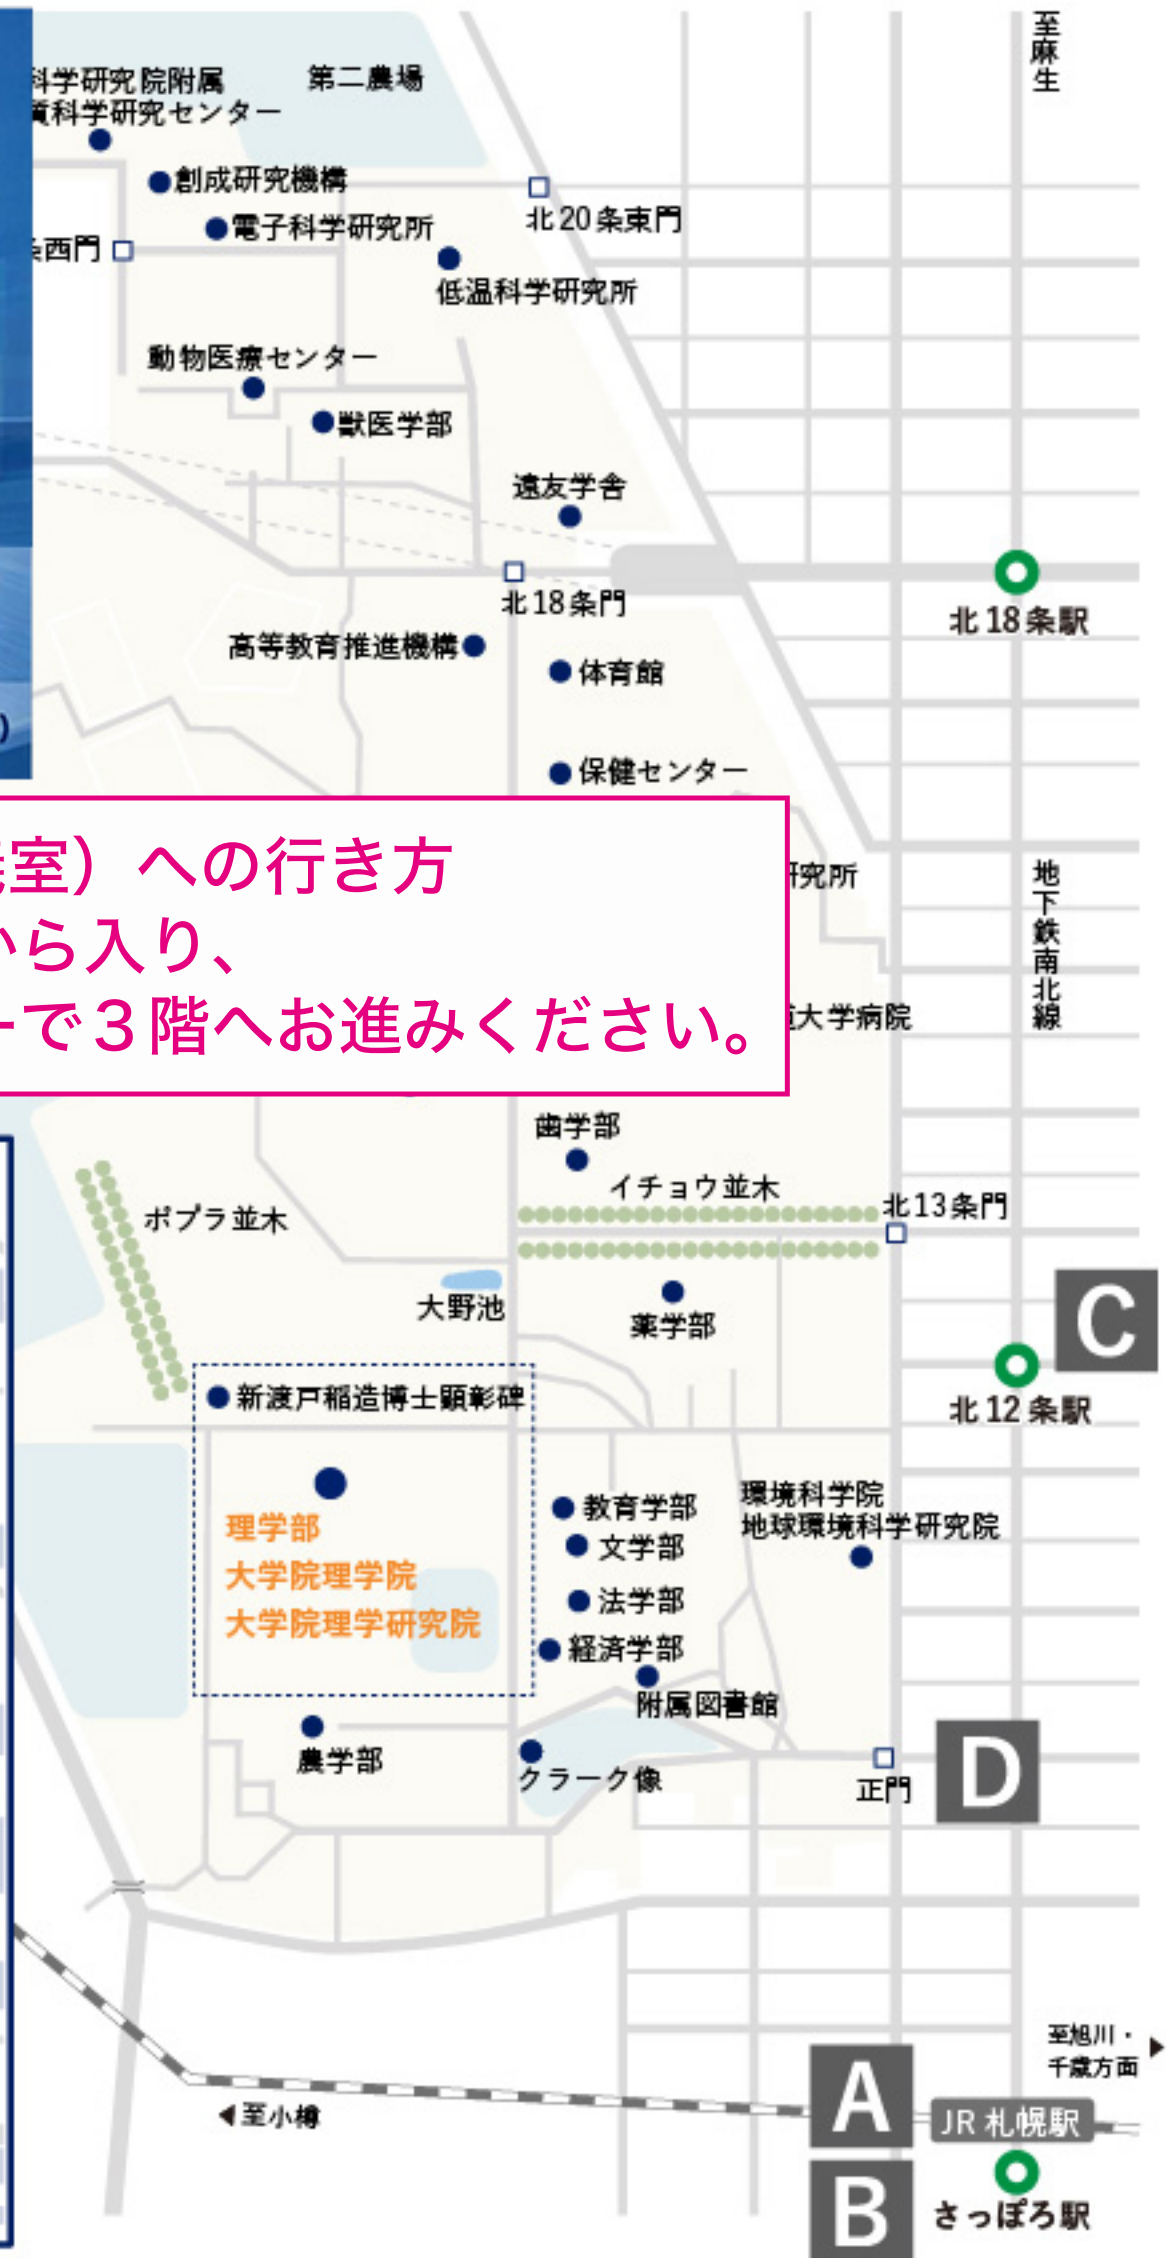 至麻生
科学研究院附属
科学研究センター
第二農場
創成研究機構
電子科学研究所
北20条東門
条西門
低温科学研究所
動物医療センター
獣医学部
遠友学舎
北18条門
北18条駅
高等教育推進機構
体育館
保健センター
室）への行き方
から入り、
ーで３階へお進みください。
研究所
地下鉄南北線
大学病院
歯学部
イチョウ並木
北13条門
ポプラ並木
大野池
薬学部
C
北12条駅
新渡戸稲造博士顕彰碑
理学部
大学院理学院
大学院理学研究院
教育学部
文学部
法学部
経済学部
附属図書館
環境科学院
地球環境科学研究院
農学部
クラーク像
正門
D
至旭川・
千歳方面
◀至小樽
A
JR札幌駅
B
さっぽろ駅